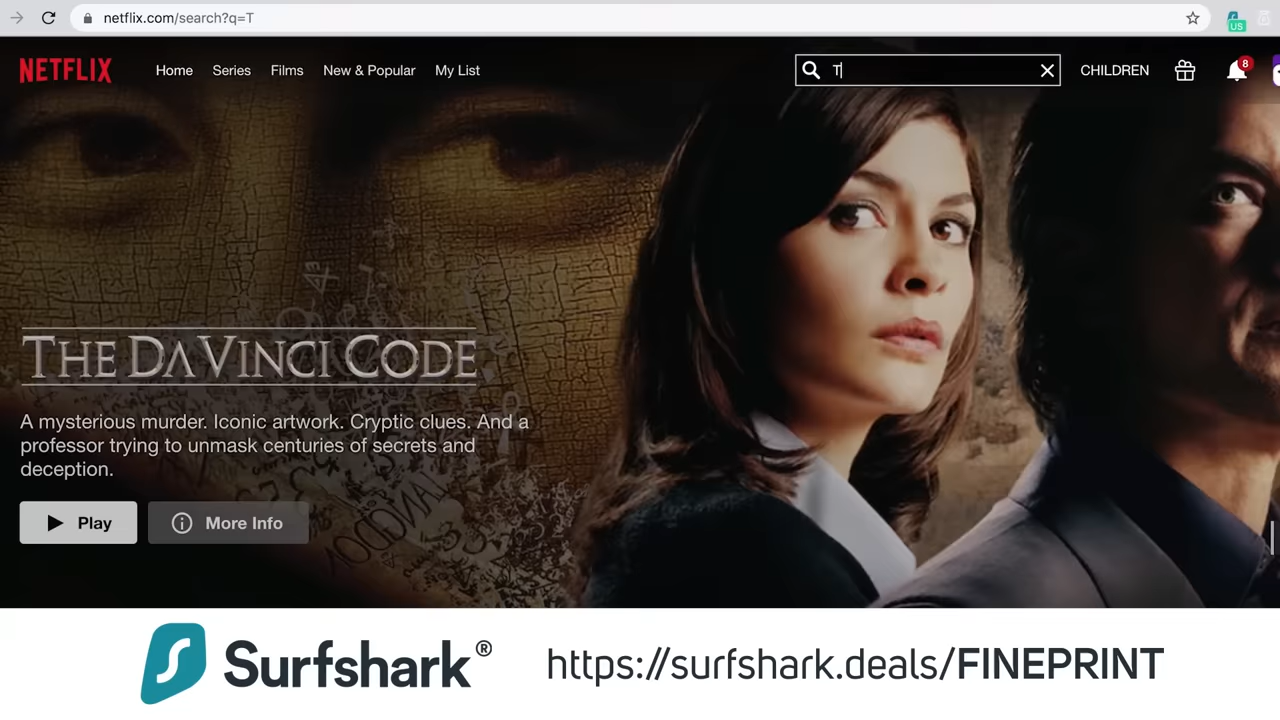 netflix.com/search?q=T
US
NETFLIX
Home Series Films New & Popular My List
T
CHILDREN
8
THE DA VINCI CODE
A mysterious murder. Iconic artwork. Cryptic clues. And a
professor trying to unmask centuries of secrets and
deception.
Play
More Info
Surfshark®
https://surfshark.deals/FINEPRINT